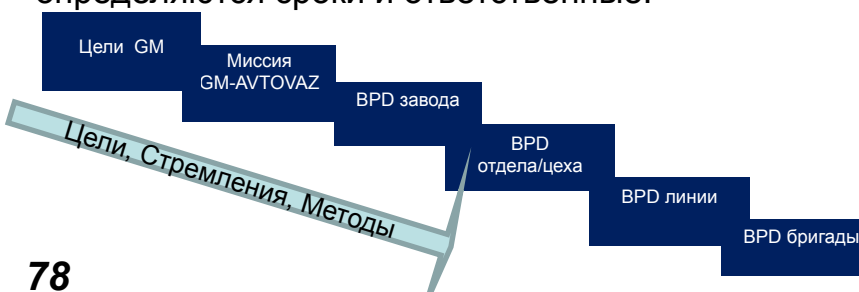 определяются сроки и ответственные.
Цели GM
Миссия
GM-AVTOVAZ
BPD завода
BPD
отдела/цеха
BPD линии
BPD бригады
Цели, Стремления, Методы
78